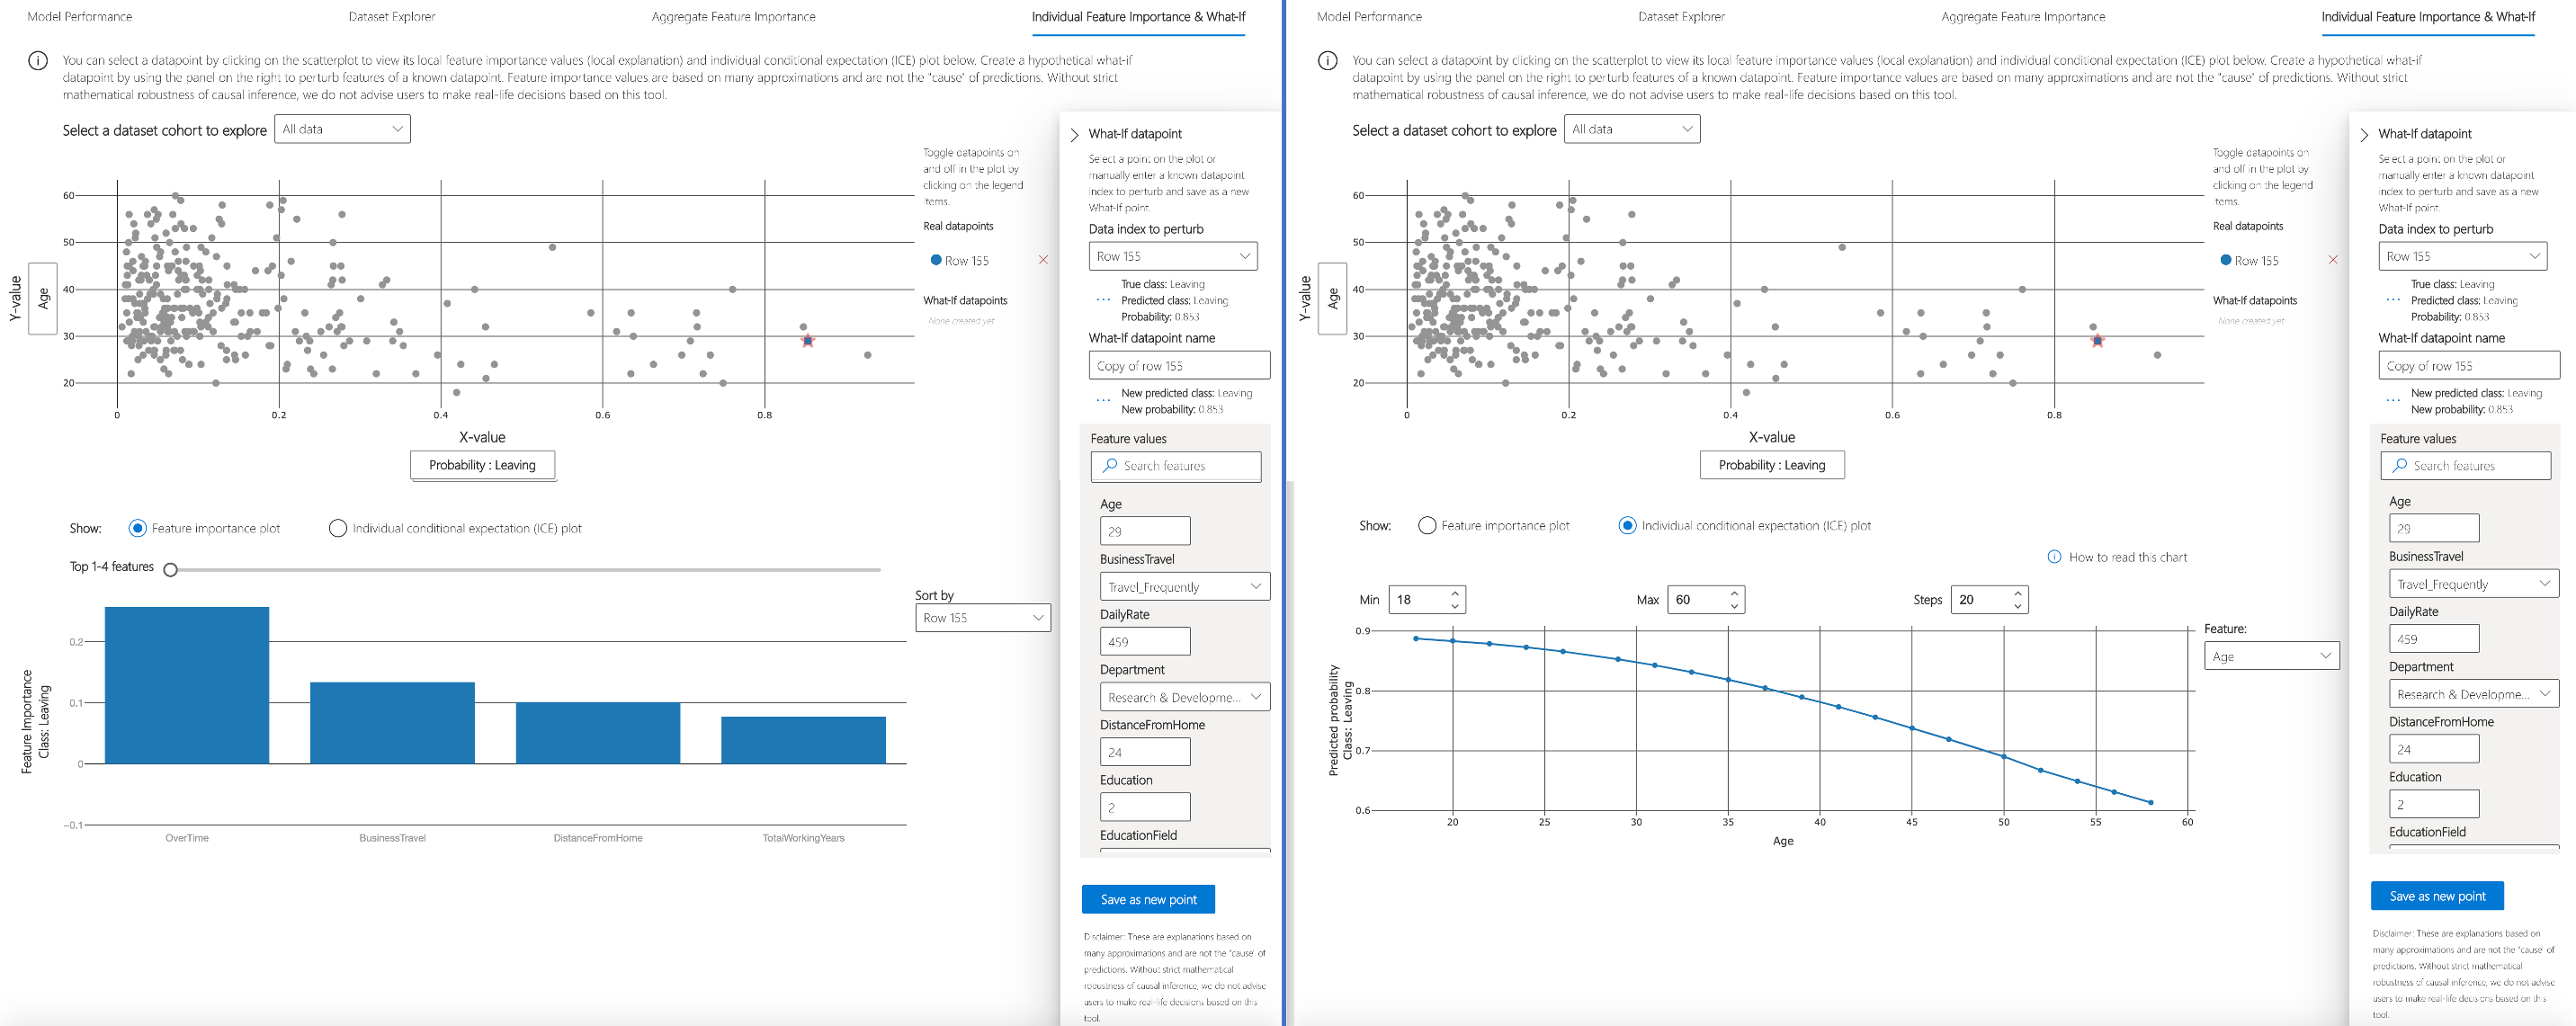 Model Performance
Dataset Explorer
Aggregate Feature Importance
Individual Feature Importance & What-If
You can select a datapoint by clicking on the scatterplot to view its local feature importance values (local explanation) and individual conditional expectation (ICE) plot below. Create a hypothetical what-if
datapoint by using the panel on the right to perturb features of a known datapoint. Feature importance values are based on many approximations and are not the "cause" of predictions. Without strict
mathematical robustness of causal inference, we do not advise users to make real-life decisions based on this tool.
Select a dataset cohort to explore
All data
60
50
40
30
20
Y-value
Age
0
0.2
0.4
0.6
0.8
X-value
Probability : Leaving
Toggle datapoints on
and off in the plot by
clicking on the legend
items.
Real datapoints
Row 155
What-If datapoints
None created yet
Show:
Feature importance plot
Individual conditional expectation (ICE) plot
Top 1-4 features
Sort by
Row 155
0.2
0.1
0
−0.1
Feature Importance
Class: Leaving
OverTime
BusinessTravel
DistanceFromHome
TotalWorkingYears
What-If datapoint
Select a point on the plot or
manually enter a known datapoint
index to perturb and save as a new
What-If point.
Data index to perturb
Row 155
True class: Leaving
Predicted class: Leaving
Probability: 0.853
What-If datapoint name
Copy of row 155
New predicted class: Leaving
New probability: 0.853
Feature values
Search features
Age
29
BusinessTravel
Travel_Frequently
DailyRate
459
Department
Research & Developme...
DistanceFromHome
24
Education
2
EducationField
Save as new point
Disclaimer: These are explanations based on
many approximations and are not the "cause" of
predictions. Without strict mathematical
robustness of causal inference, we do not advise
users to make real-life decisions based on this
tool.
Model Performance
Dataset Explorer
Aggregate Feature Importance
Individual Feature Importance & What-If
You can select a datapoint by clicking on the scatterplot to view its local feature importance values (local explanation) and individual conditional expectation (ICE) plot below. Create a hypothetical what-if
datapoint by using the panel on the right to perturb features of a known datapoint. Feature importance values are based on many approximations and are not the "cause" of predictions. Without strict
mathematical robustness of causal inference, we do not advise users to make real-life decisions based on this tool.
Select a dataset cohort to explore
All data
60
50
40
30
20
Y-value
Age
0
0.2
0.4
0.6
0.8
X-value
Probability : Leaving
Toggle datapoints on
and off in the plot by
clicking on the legend
items.
Real datapoints
Row 155
What-If datapoints
None created yet
Show:
Feature importance plot
Individual conditional expectation (ICE) plot
How to read this chart
Min
18
Max
60
Steps
20
Feature:
Age
0.9
0.8
0.7
0.6
Predicted probability
Class: Leaving
20
25
30
35
40
45
50
55
60
Age
What-If datapoint
Select a point on the plot or
manually enter a known datapoint
index to perturb and save as a new
What-If point.
Data index to perturb
Row 155
True class: Leaving
Predicted class: Leaving
Probability: 0.853
What-If datapoint name
Copy of row 155
New predicted class: Leaving
New probability: 0.853
Feature values
Search features
Age
29
BusinessTravel
Travel_Frequently
DailyRate
459
Department
Research & Developme...
DistanceFromHome
24
Education
2
EducationField
Save as new point
Disclaimer: These are explanations based on
many approximations and are not the "cause" of
predictions. Without strict mathematical
robustness of causal inference, we do not advise
users to make real-life decisions based on this
tool.